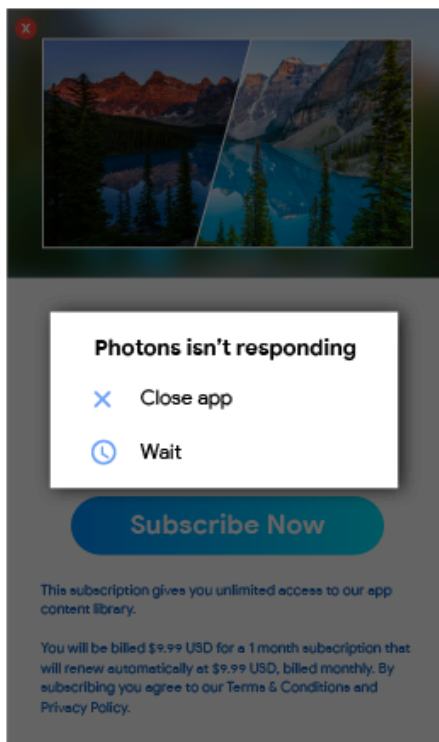 X
Photons isn't responding
Close app
Wait
Subscribe Now
This subscription gives you unlimited access to our app
content library.
You will be billed $9.99 USD for a 1 month subscription that
will renew automatically at $9.99 USD, billed monthly. By
subscribing you agree to our Terms & Conditions and
Privacy Policy.